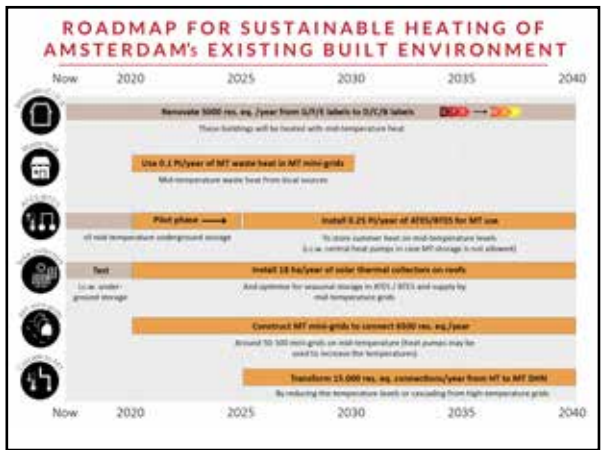 ROADMAP FOR SUSTAINABLE HEATING OF
AMSTERDAM's EXISTING BUILT ENVIRONMENT
Now 2020 2025 2030 2035 2040
Renovate 5000 res. eq. /year from G/F/E labels to D/C/B labels
These buildings will be heated with mid-temperature heat
Use 0.1 PJ/year of MT waste heat in MT mini-grids
Mid-temperature waste heat from local sources
Pilot phase → Install 0.25 PJ/year of ATES/BTES for MT use
of mid temperature underground storage To store summer heat on mid-temperature levels
(i.c.w. central heat pumps in case MT storage is not allowed)
Test Install 18 ha/year of solar thermal collectors on roofs
i.c.w. under- And optimise for seasonal storage in ATES / BTES and supply by
ground storage mid-temperature grids
Construct MT mini-grids to connect 6500 res. eq./year
Around 50-100 mini-grids on mid-temperature (heat pumps may be
used to increase the temperatures)
Transform 15.000 res. eq. connections/year from HT to MT DHN
By reducing the temperature levels or cascading from high-temperature grids
Now 2020 2025 2030 2035 2040